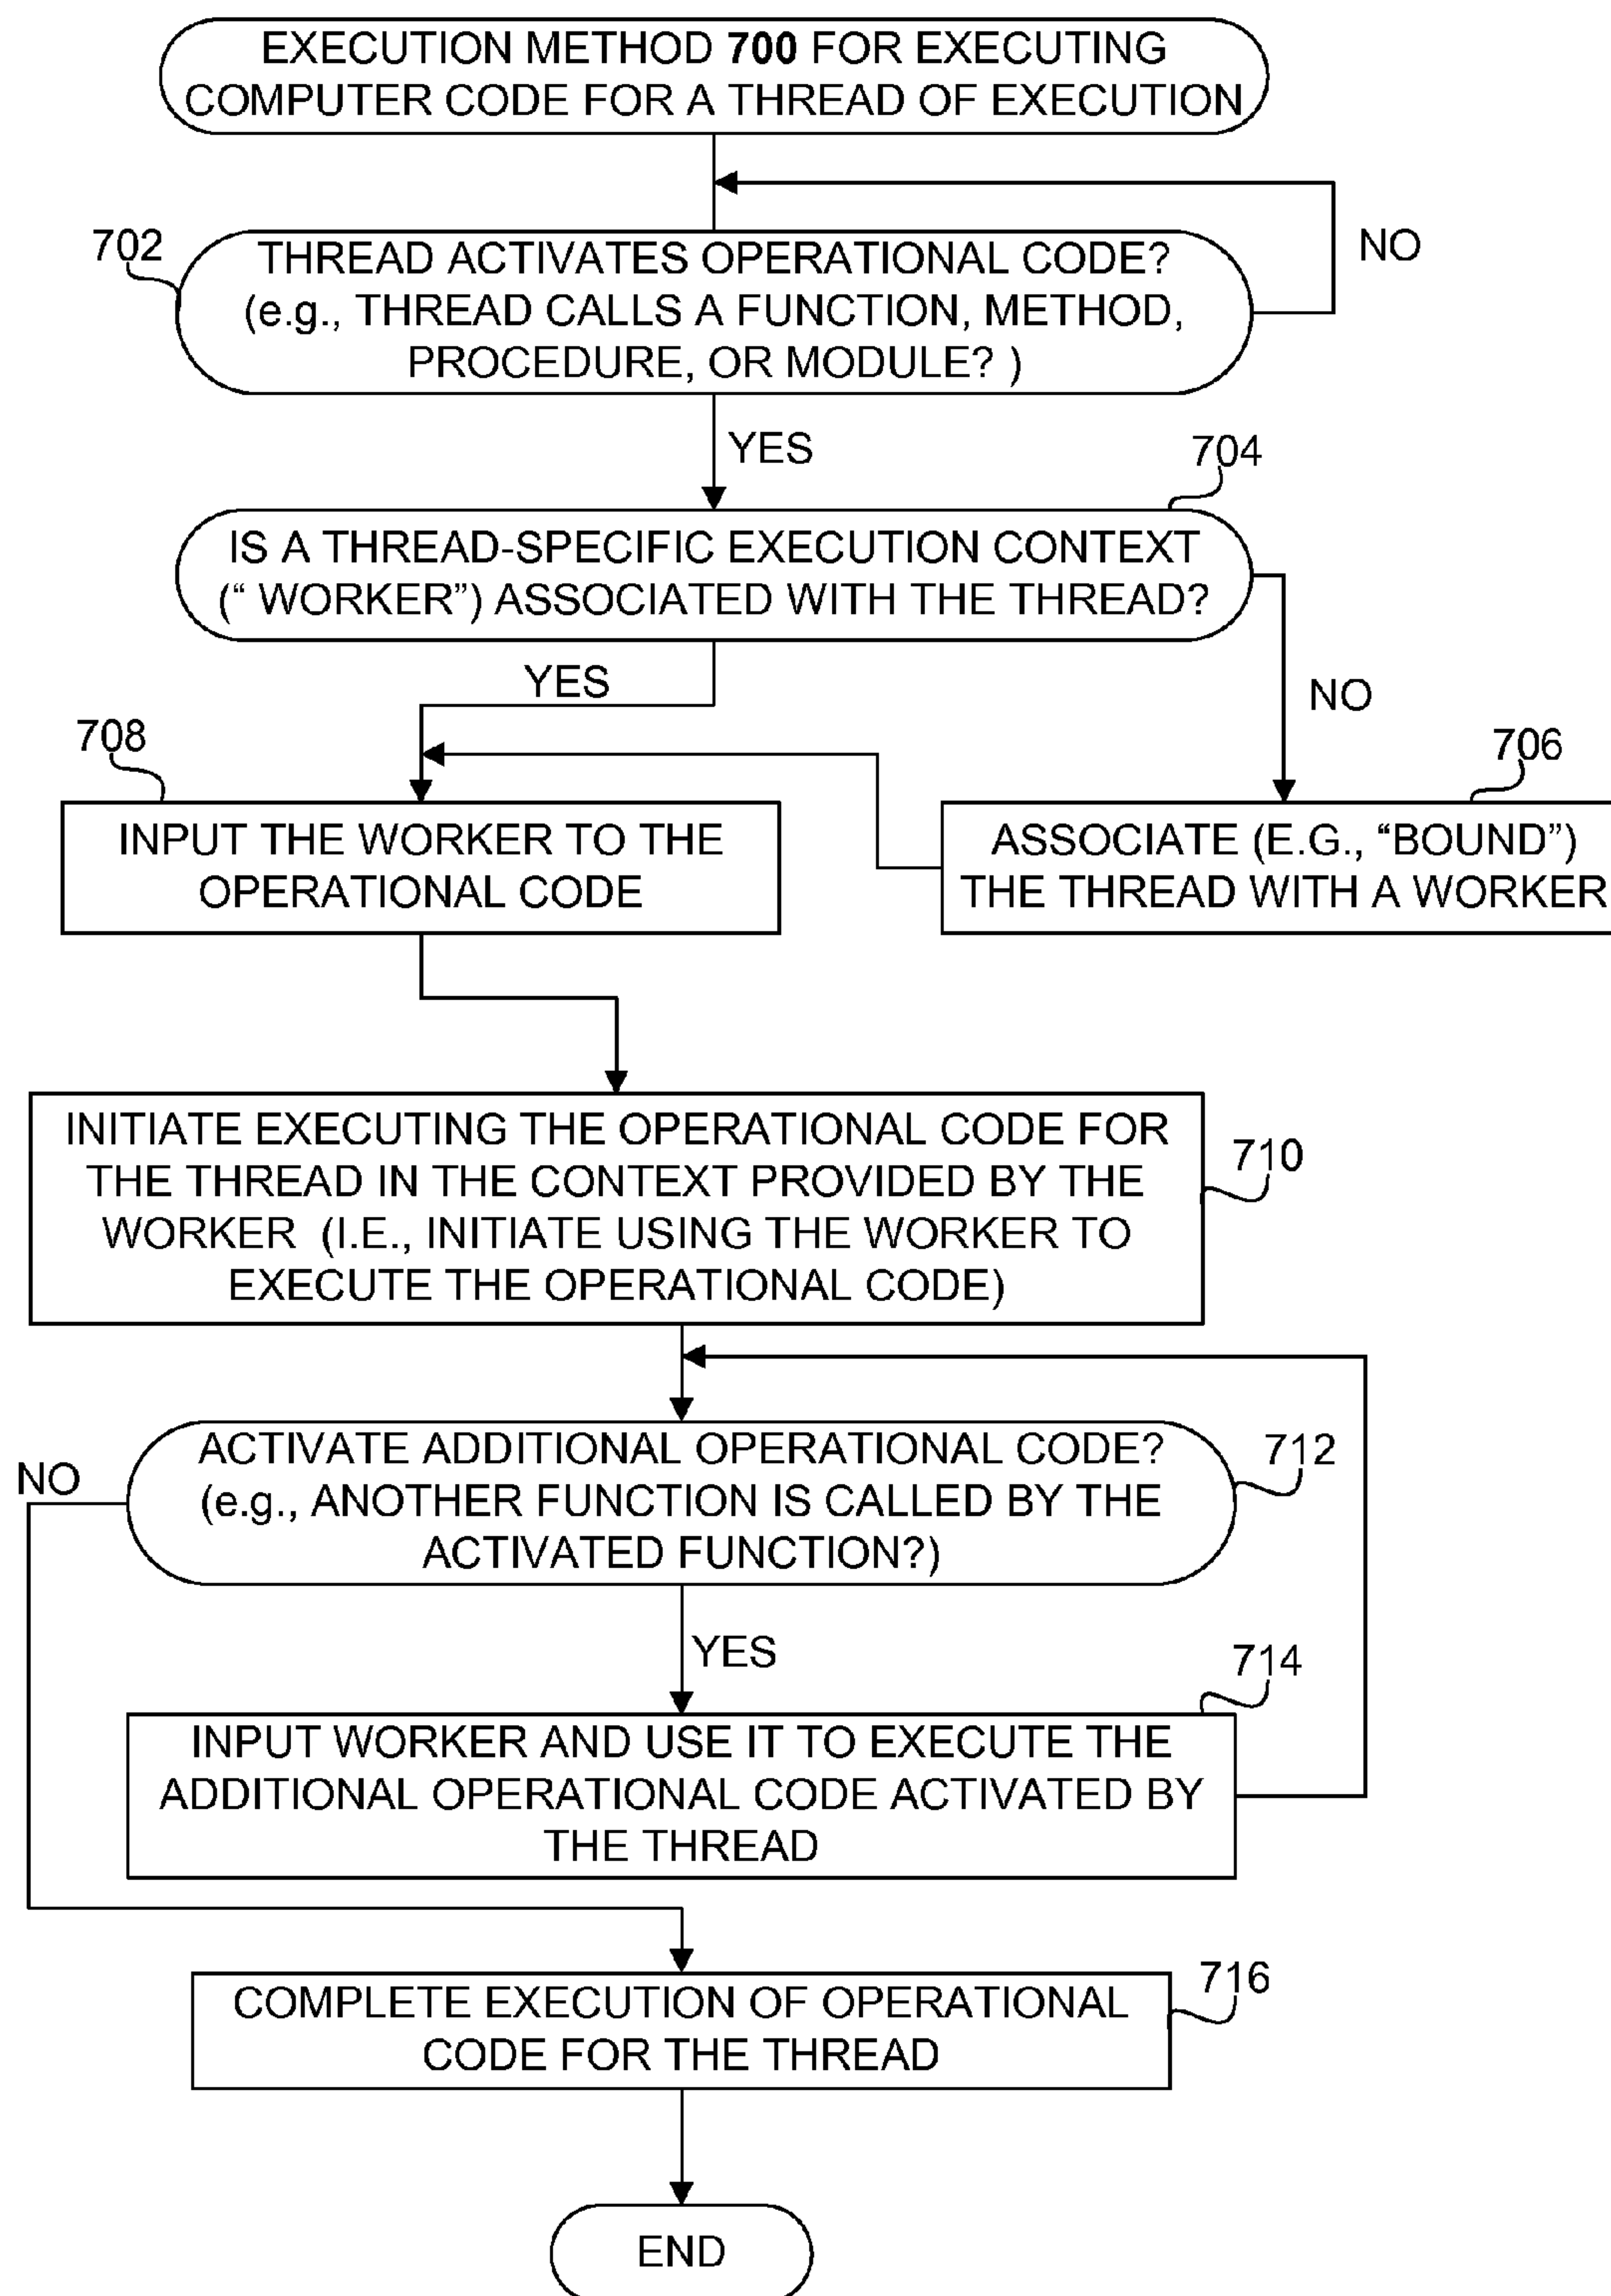 EXECUTION METHOD 700 FOR EXECUTING
COMPUTER CODE FOR A THREAD OF EXECUTION
702
THREAD ACTIVATES OPERATIONAL CODE?
(e.g., THREAD CALLS A FUNCTION, METHOD,
PROCEDURE, OR MODULE? )
NO
YES
704
IS A THREAD-SPECIFIC EXECUTION CONTEXT
(“ WORKER”) ASSOCIATED WITH THE THREAD?
YES
NO
708
706
INPUT THE WORKER TO THE
OPERATIONAL CODE
ASSOCIATE (E.G., “BOUND”)
THE THREAD WITH A WORKER
INITIATE EXECUTING THE OPERATIONAL CODE FOR
THE THREAD IN THE CONTEXT PROVIDED BY THE
WORKER (I.E., INITIATE USING THE WORKER TO
EXECUTE THE OPERATIONAL CODE)
710
ACTIVATE ADDITIONAL OPERATIONAL CODE?
(e.g., ANOTHER FUNCTION IS CALLED BY THE
ACTIVATED FUNCTION?)
712
NO
YES
714
INPUT WORKER AND USE IT TO EXECUTE THE
ADDITIONAL OPERATIONAL CODE ACTIVATED BY
THE THREAD
716
COMPLETE EXECUTION OF OPERATIONAL
CODE FOR THE THREAD
END